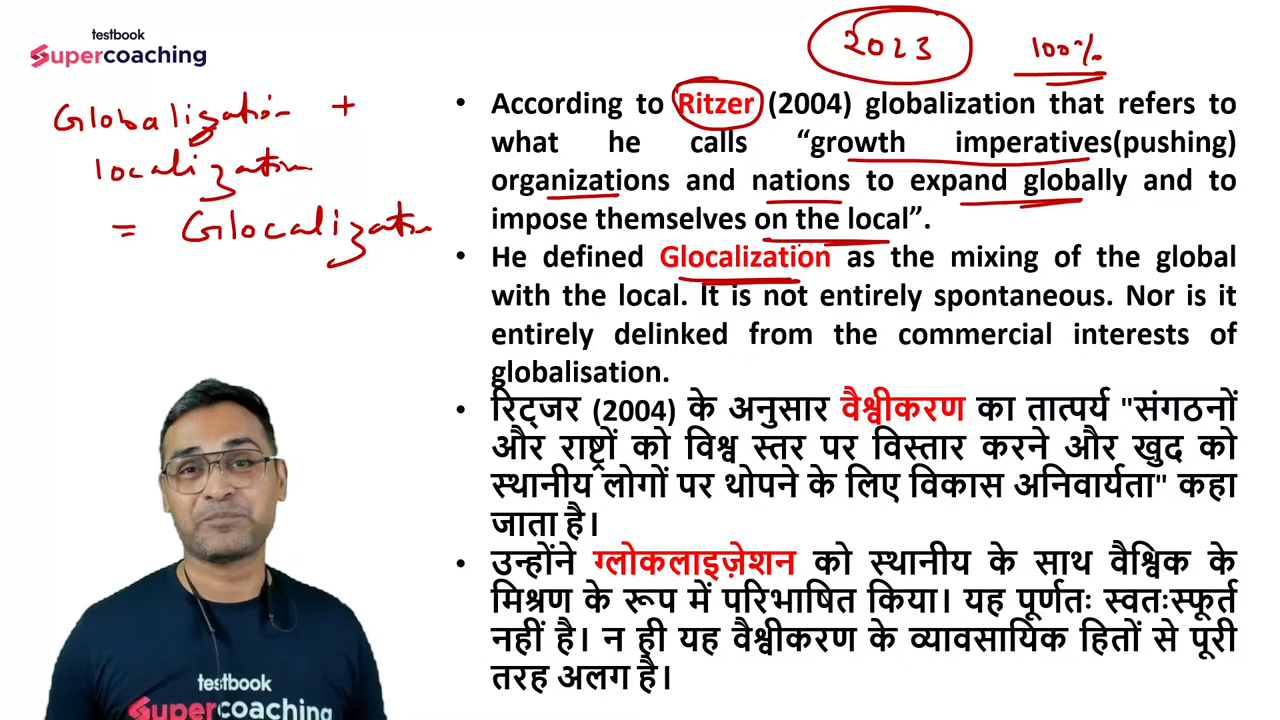 testbook
Supercoaching
2023
100%
Globalization +
localization
= Glocalization
• According to Ritzer (2004) globalization that refers to
what he calls “growth imperatives(pushing)
organizations and nations to expand globally and to
impose themselves on the local”.
• He defined Glocalization as the mixing of the global
with the local. It is not entirely spontaneous. Nor is it
entirely delinked from the commercial interests of
globalisation.
• रिट्जर (2004) के अनुसार वैश्वीकरण का तात्पर्य "संगठनों
और राष्ट्रों को विश्व स्तर पर विस्तार करने और खुद को
स्थानीय लोगों पर थोपने के लिए विकास अनिवार्यता" कहा
जाता है।
• उन्होंने ग्लोकलाइज़ेशन को स्थानीय के साथ वैश्विक के
मिश्रण के रूप में परिभाषित किया। यह पूर्णतः स्वतःस्फूर्त
नहीं है। न ही यह वैश्वीकरण के व्यावसायिक हितों से पूरी
तरह अलग है।
testbook
Supercoaching